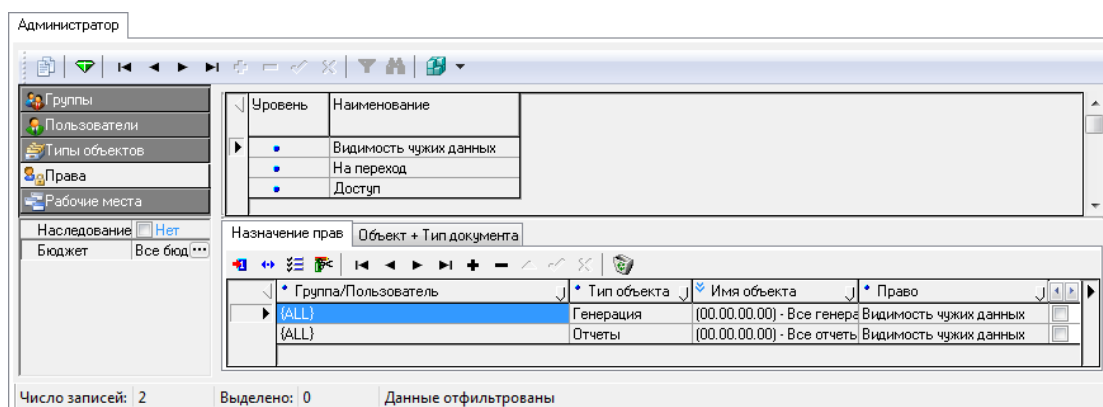 Администратор
Группы
Пользователи
Типы объектов
Права
Рабочие места
Наследование Нет
Бюджет Все бюд
Уровень Наименование
Видимость чужих данных
На переход
Доступ
Назначение прав Объект + Тип документа
Группа/Пользователь Тип объекта Имя объекта Право
{ALL} Генерация (00.00.00.00) - Все генера Видимость чужих данных
{ALL} Отчеты (00.00.00.00) - Все отчеть Видимость чужих данных
Число записей: 2 Выделено: 0 Данные отфильтрованы